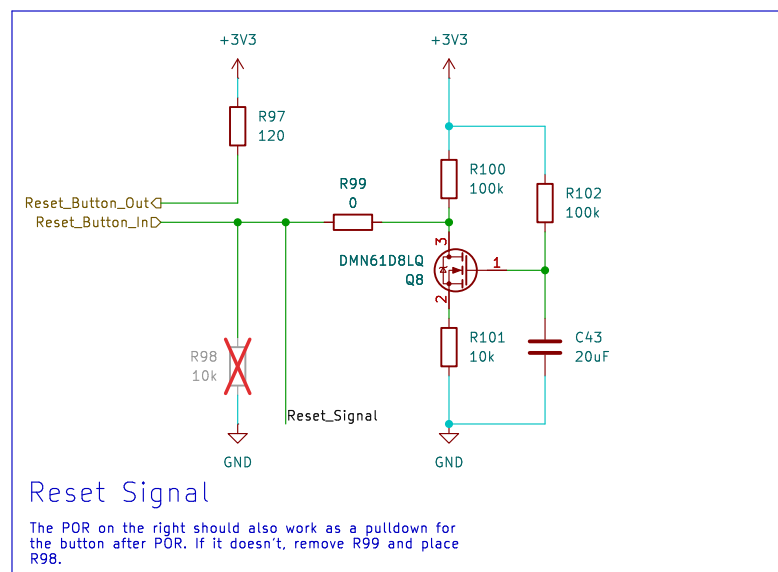 +3V3
+3V3
R97
120
R99
0
R100
100k
R102
100k
Reset_Button_Out
Reset_Button_In
3
DMN61D8LQ
Q8
1
2
R98
10k
R101
10k
C43
20uF
Reset_Signal
GND
GND
Reset Signal
The POR on the right should also work as a pulldown for
the button after POR. If it doesn't, remove R99 and place
R98.